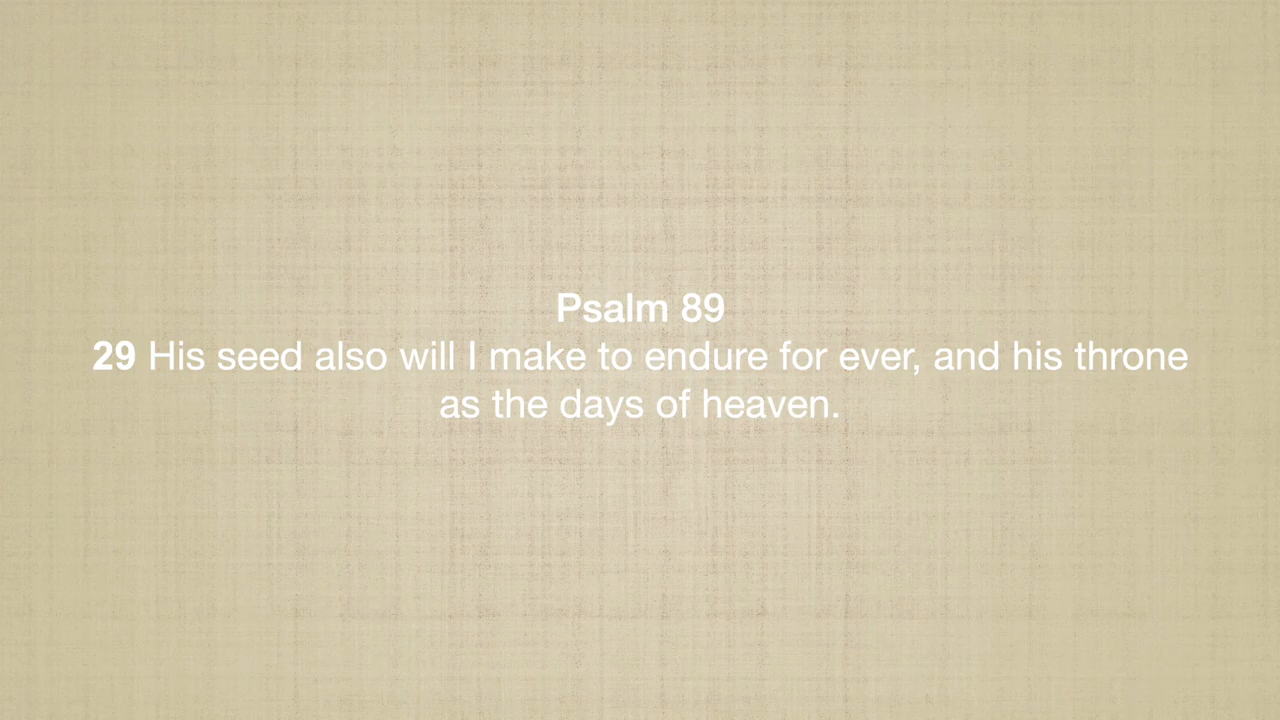 Psalm 89
29 His seed also will I make to endure for ever, and his throne
as the days of heaven.